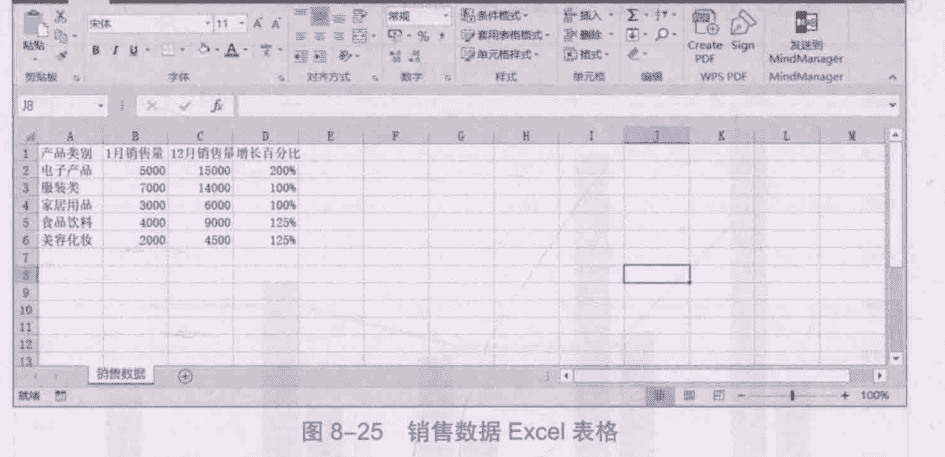 宋体 11 常规 条件格式 插入 Σ
粘贴 B I U A % 套用表格格式 删除 Create PDF Sign 发送到 MindManager
单元格样式 格式
剪贴板 字体 对齐方式 数字 样式 单元格 编辑 WPS PDF MindManager
J8 fx
A B C D E F G H I J K L M
1 产品类别 1月销售量 12月销售量 增长百分比
2 电子产品 5000 15000 200%
3 服装类 7000 14000 100%
4 家居用品 3000 6000 100%
5 食品饮料 4000 9000 125%
6 美容化妆 2000 4500 125%
7
8
9
10
11
12
13
销售数据
就绪 100%
图 8-25 销售数据 Excel 表格